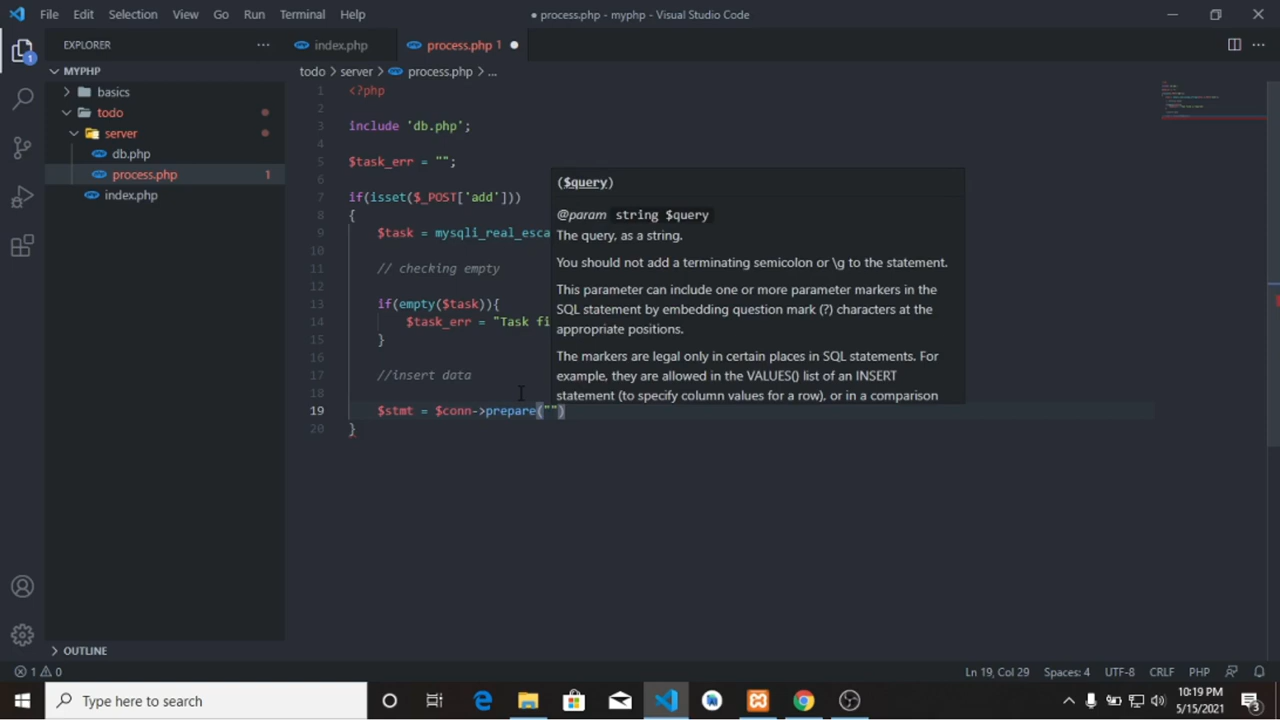 File Edit Selection View Go Run Terminal Help
● process.php - myphp - Visual Studio Code
EXPLORER
index.php
process.php 1
MYPHP
basics
todo
server
db.php
process.php 1
index.php
OUTLINE
todo > server > process.php > ...
1 <?php
2
3 include 'db.php';
4
5 $task_err = "";
6
7 if(isset($_POST['add']))
8 {
9 $task = mysqli_real_esca
10
11 // checking empty
12
13 if(empty($task)){
14 $task_err = "Task fi
15 }
16
17 //insert data
18
19 $stmt = $conn->prepare("")
20 }
($query)
@param string $query
The query, as a string.
You should not add a terminating semicolon or \g to the statement.
This parameter can include one or more parameter markers in the
SQL statement by embedding question mark (?) characters at the
appropriate positions.
The markers are legal only in certain places in SQL statements. For
example, they are allowed in the VALUES() list of an INSERT
statement (to specify column values for a row), or in a comparison
1 0
Ln 19, Col 29 Spaces: 4 UTF-8 CRLF PHP
Type here to search
10:19 PM
5/15/2021
3